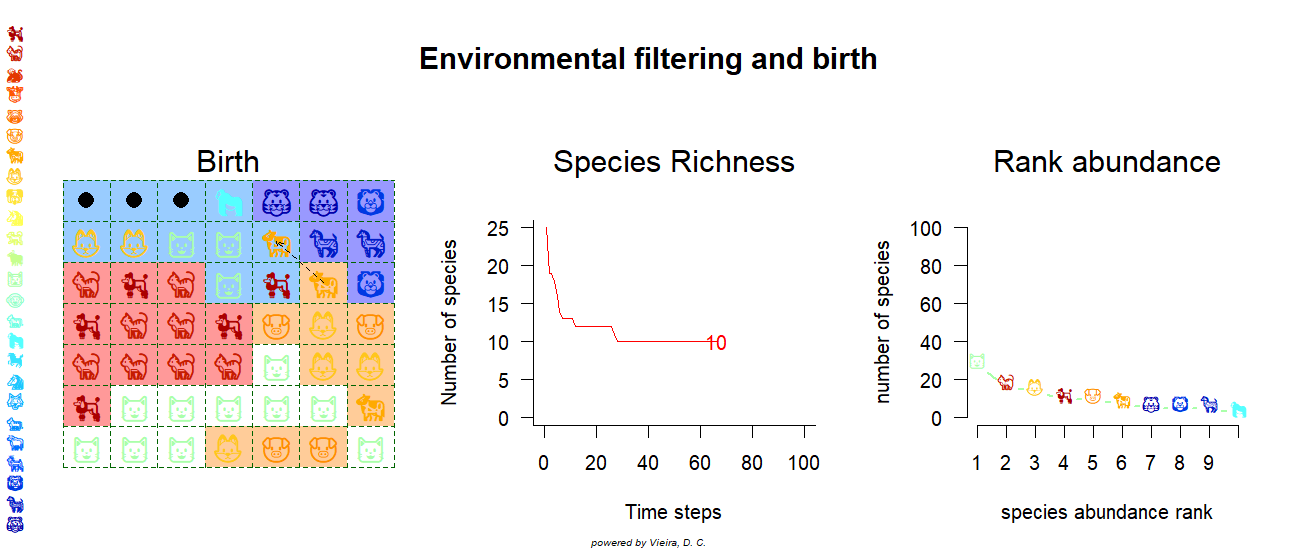 Environmental filtering and birth
Birth
Species Richness
Rank abundance
Number of species
25
20
15
10
5
0
10
0 20 40 60 80 100
Time steps
number of species
100
80
60
40
20
0
1 2 3 4 5 6 7 8 9
species abundance rank
powered by Vieira, D. C.